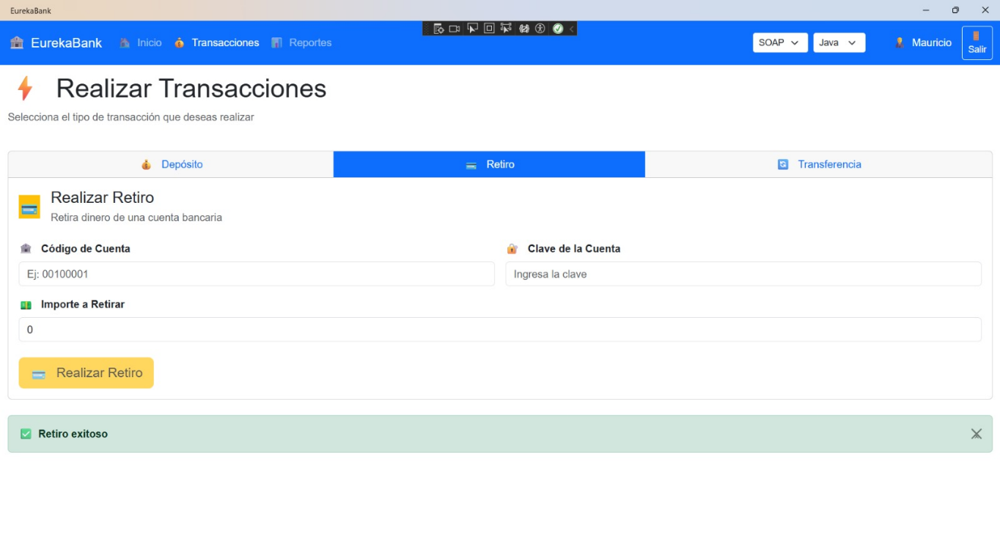 EurekaBank
EurekaBank Inicio Transacciones Reportes SOAP Java Mauricio Salir
Realizar Transacciones
Selecciona el tipo de transacción que deseas realizar
Depósito Retiro Transferencia
Realizar Retiro
Retira dinero de una cuenta bancaria
Código de Cuenta Clave de la Cuenta
Ej: 00100001 Ingresa la clave
Importe a Retirar
0
Realizar Retiro
Retiro exitoso